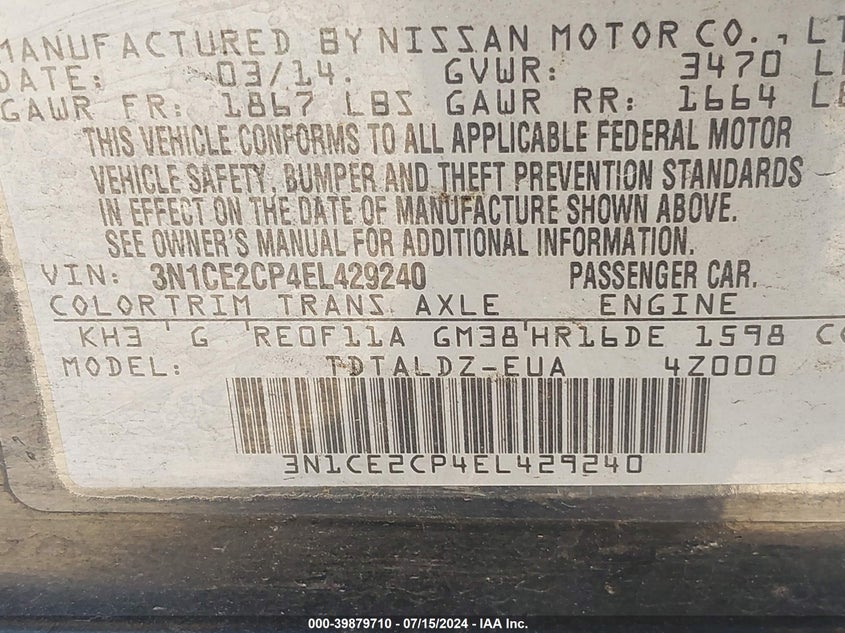 MANUFACTURED BY NISSAN MOTOR CO., LT
DATE: 03/14. GVWR: 3470 L
GAWR FR: 1867 LBS GAWR RR: 1664 LB
THIS VEHICLE CONFORMS TO ALL APPLICABLE FEDERAL MOTOR
VEHICLE SAFETY, BUMPER AND THEFT PREVENTION STANDARDS
IN EFFECT ON THE DATE OF MANUFACTURE SHOWN ABOVE.
SEE OWNER'S MANUAL FOR ADDITIONAL INFORMATION.
VIN: 3N1CE2CP4EL429240 PASSENGER CAR.
COLORTRIM TRANS AXLE ENGINE
KH3 ' G 'RE0F11A GM38'HR16DE 1598 CC
MODEL: TDTALDZ-EUA 4Z000
3N1CE2CP4EL429240
000-39879710 - 07/15/2024 - IAA Inc.